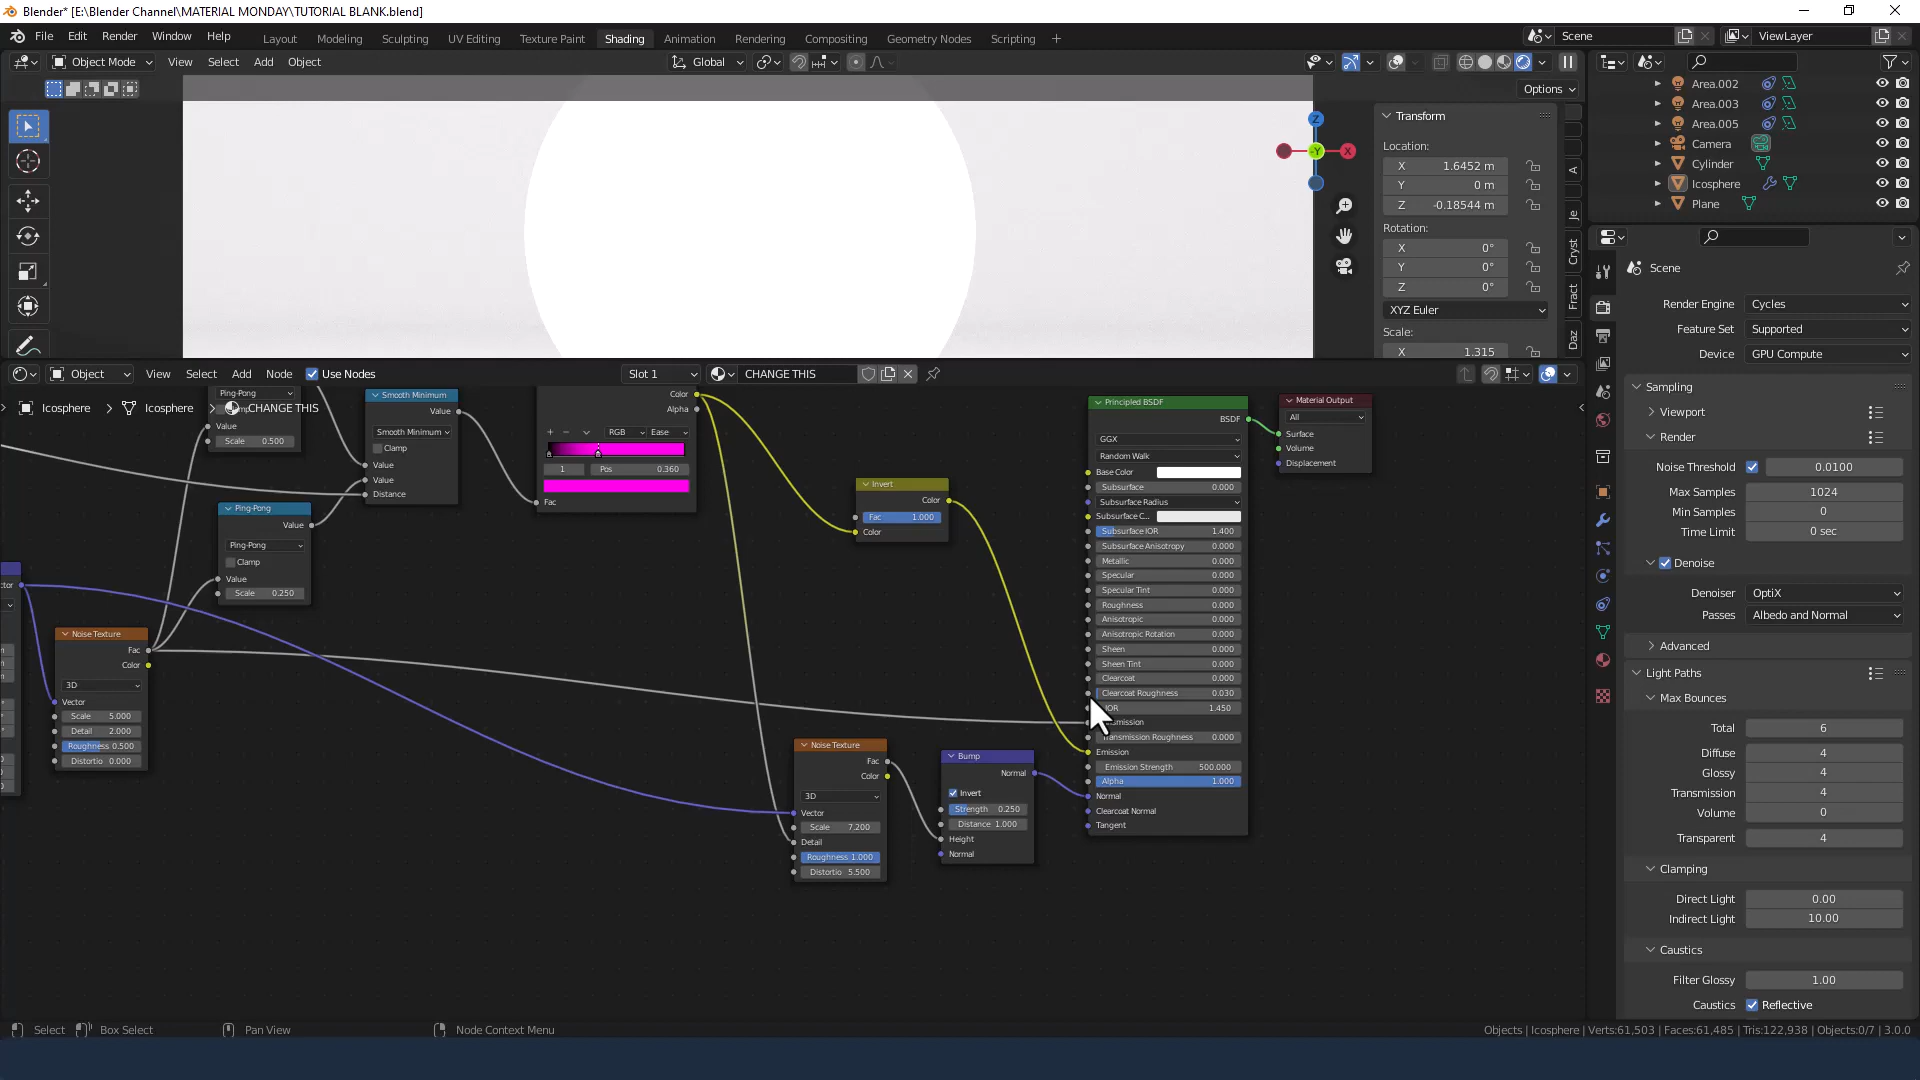 Blender* [E:\Blender Channel\MATERIAL MONDAY\TUTORIAL BLANK.blend]
File Edit Render Window Help
Layout Modeling Sculpting UV Editing Texture Paint Shading Animation Rendering Compositing Geometry Nodes Scripting +
Scene
ViewLayer
Object Mode View Select Add Object
Global
Options
Z
-Y
X
Transform
Location:
X 1.6452 m
Y 0 m
Z -0.18544 m
Rotation:
X 0°
Y 0°
Z 0°
XYZ Euler
Scale:
X 1.315
A
Je
Cryst
Fract
Daz
Area.002
Area.003
Area.005
Camera
Cylinder
Icosphere
Plane
Scene
Render Engine Cycles
Feature Set Supported
Device GPU Compute
Sampling
Viewport
Render
Noise Threshold 0.0100
Max Samples 1024
Min Samples 0
Time Limit 0 sec
Denoise
Denoiser OptiX
Passes Albedo and Normal
Advanced
Light Paths
Max Bounces
Total 6
Diffuse 4
Glossy 4
Transmission 4
Volume 0
Transparent 4
Clamping
Direct Light 0.00
Indirect Light 10.00
Caustics
Filter Glossy 1.00
Caustics Reflective
Object View Select Add Node Use Nodes
Slot 1
CHANGE THIS
Icosphere > Icosphere > CHANGE THIS
Ping-Pong
Value
Scale 0.500
Smooth Minimum
Value
Smooth Minimum
Clamp
Value
Value
Distance
Ping-Pong
Value
Ping-Pong
Clamp
Value
Scale 0.250
Color
Alpha
RGB Ease
1 Pos 0.360
Fac
Noise Texture
Fac
Color
3D
Vector
Scale 5.000
Detail 2.000
Roughness 0.500
Distortio 0.000
Invert
Color
Fac 1.000
Color
Noise Texture
Fac
Color
3D
Vector
Scale 7.200
Detail
Roughness 1.000
Distortio 5.500
Bump
Normal
Invert
Strength 0.250
Distance 1.000
Height
Normal
Principled BSDF
BSDF
GGX
Random Walk
Base Color
Subsurface 0.000
Subsurface Radius
Subsurface C...
Subsurface IOR 1.400
Subsurface Anisotropy 0.000
Metallic 0.000
Specular 0.000
Specular Tint 0.000
Roughness 0.000
Anisotropic 0.000
Anisotropic Rotation 0.000
Sheen 0.000
Sheen Tint 0.000
Clearcoat 0.000
Clearcoat Roughness 0.030
1.450
Transmission Roughness 0.000
Emission
Emission Strength 500.000
Alpha 1.000
Normal
Clearcoat Normal
Tangent
Material Output
All
Surface
Volume
Displacement
Select Box Select Pan View Node Context Menu
Objects | Icosphere | Verts:61,503 | Faces:61,485 | Tris:122,938 | Objects:0/7 | 3.0.0